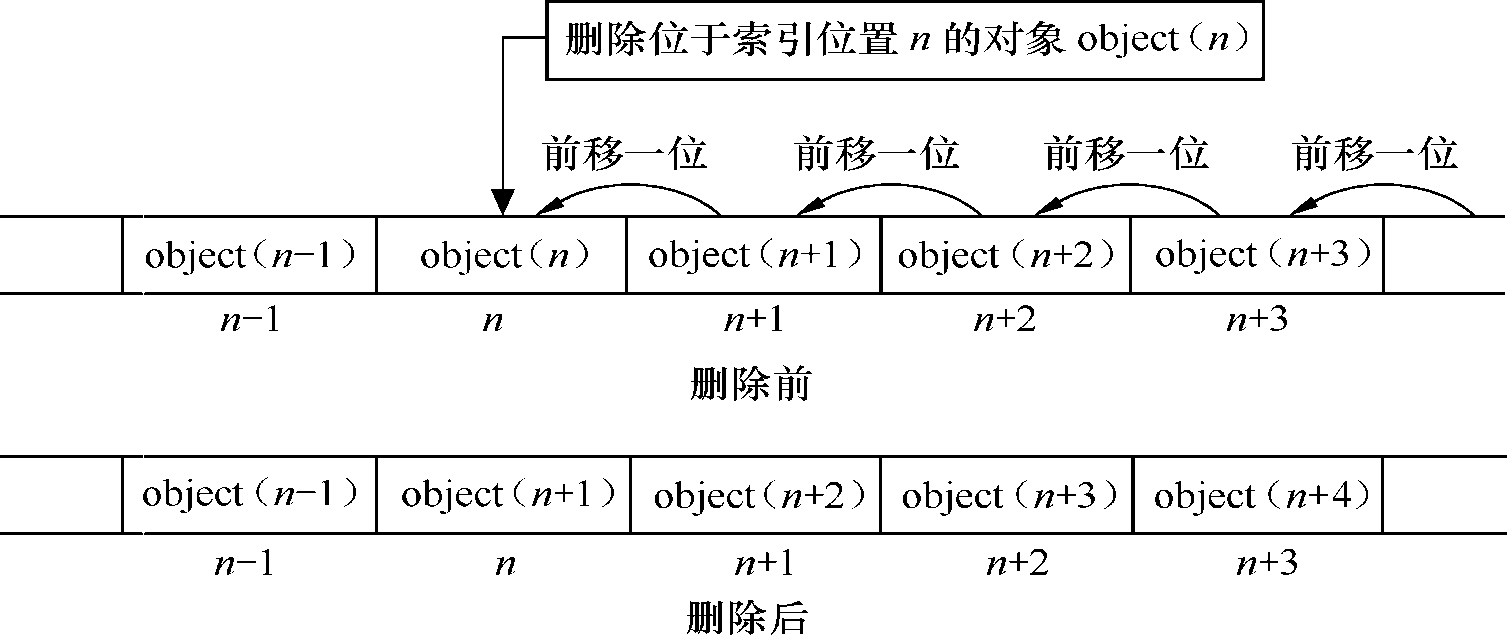 删除位于索引位置 n 的对象 object（n）
前移一位 前移一位 前移一位 前移一位
object（n−1） object（n） object（n+1） object（n+2） object（n+3）
n−1 n n+1 n+2 n+3
删除前
object（n−1） object（n+1） object（n+2） object（n+3） object（n+4）
n−1 n n+1 n+2 n+3
删除后